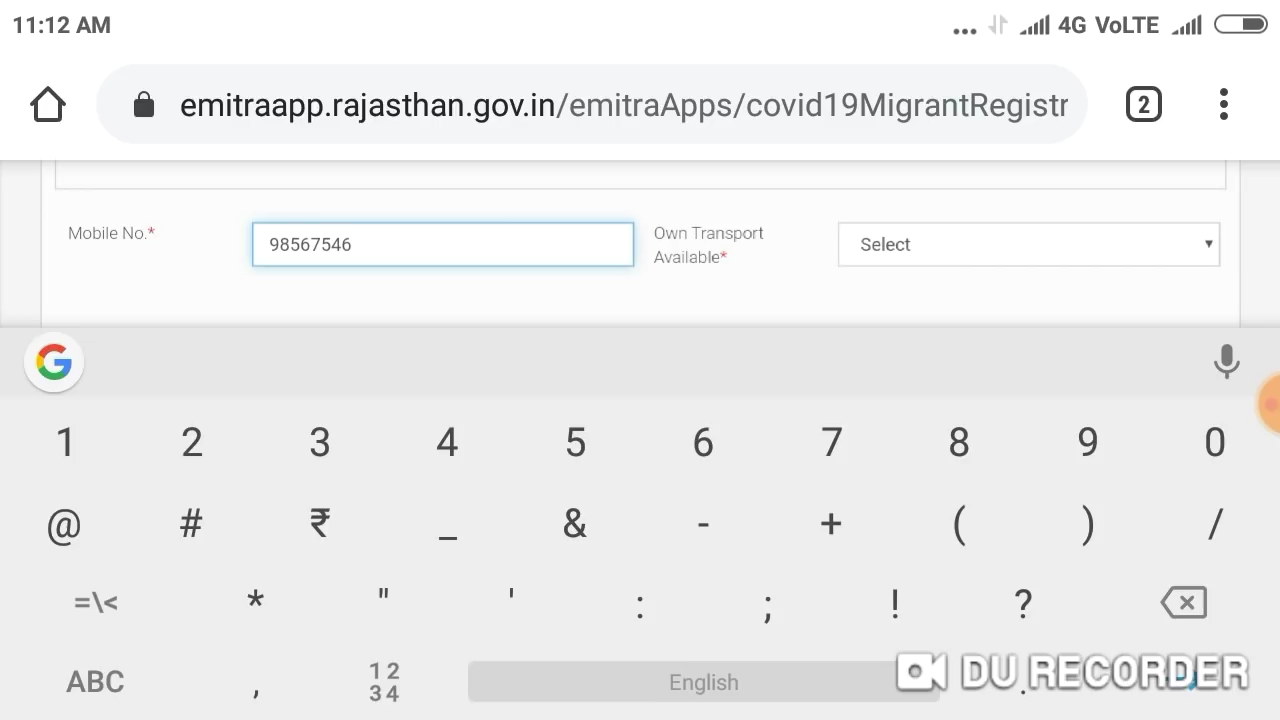 11:12 AM
... 4G VoLTE
emitraapp.rajasthan.gov.in/emitraApps/covid19MigrantRegistr
2
Mobile No.*
98567546
Own Transport
Available*
Select
G
1 2 3 4 5 6 7 8 9 0
@ # ₹ _ & - + ( ) /
=\< * " ' : ; ! ?
ABC , 12 34 English .
DU RECORDER